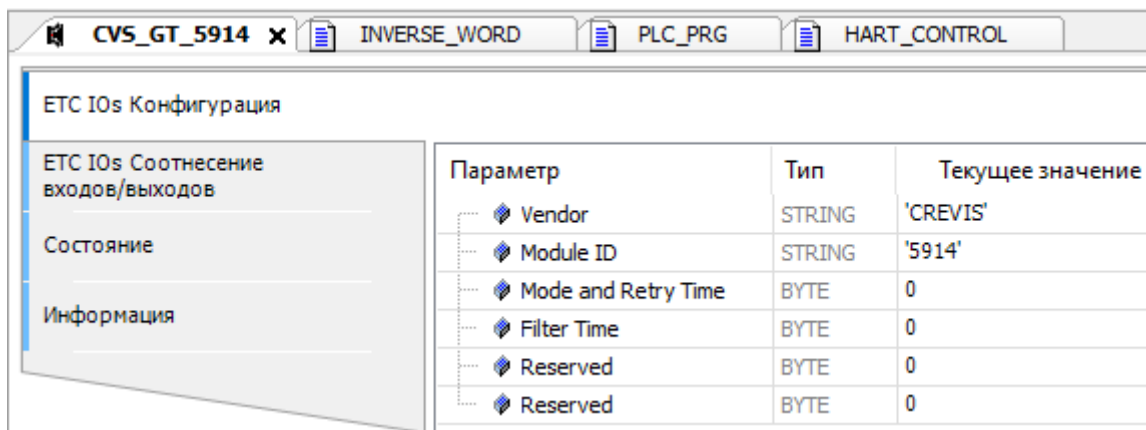 CVS_GT_5914 INVERSE_WORD PLC_PRG HART_CONTROL
ETC IOs Конфигурация
ETC IOs Соотнесение
входов/выходов
Состояние
Информация
Параметр Тип Текущее значение
Vendor STRING 'CREVIS'
Module ID STRING '5914'
Mode and Retry Time BYTE 0
Filter Time BYTE 0
Reserved BYTE 0
Reserved BYTE 0